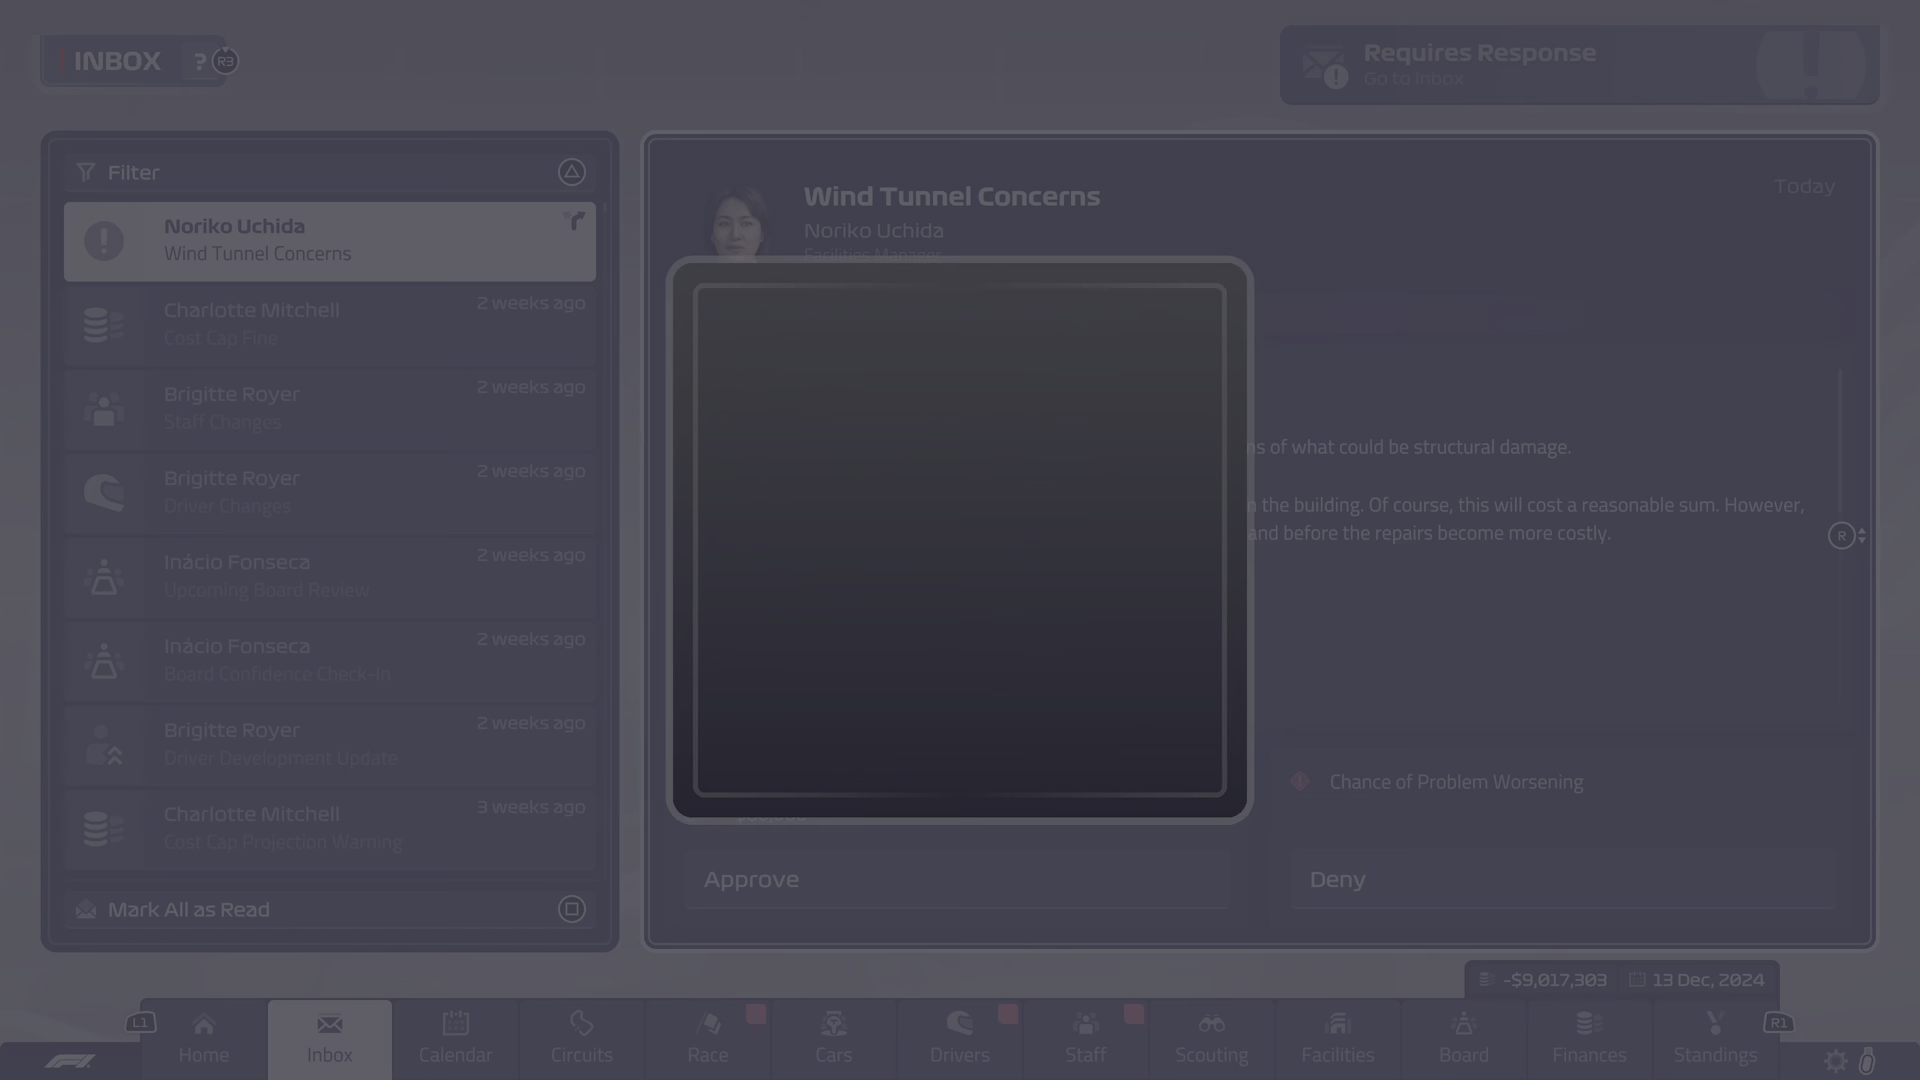 INBOX ? R3
Requires Response
Go to Inbox
Filter
Noriko Uchida
Wind Tunnel Concerns
Charlotte Mitchell
2 weeks ago
Cost Cap Fine
Brigitte Royer
2 weeks ago
Staff Changes
Brigitte Royer
2 weeks ago
Driver Changes
Inácio Fonseca
2 weeks ago
Upcoming Board Review
Inácio Fonseca
2 weeks ago
Board Confidence Check-In
Brigitte Royer
2 weeks ago
Driver Development Update
Charlotte Mitchell
3 weeks ago
Cost Cap Projection Warning
Mark All as Read
Wind Tunnel Concerns
Today
Noriko Uchida
Facilities Manager
of what could be structural damage.
the building. Of course, this will cost a reasonable sum. However,
and before the repairs become more costly.
R
Chance of Problem Worsening
Approve
Deny
-$9,017,303
13 Dec, 2024
L1
Home
Inbox
Calendar
Circuits
Race
Cars
Drivers
Staff
Scouting
Facilities
Board
Finances
Standings
R1